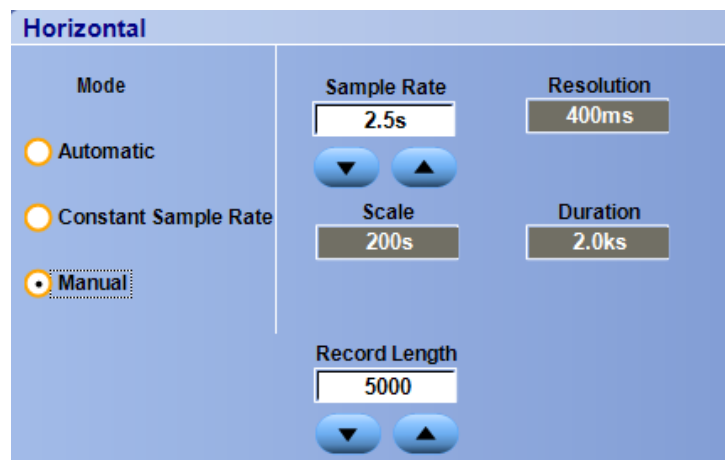 Horizontal
Mode
Automatic
Constant Sample Rate
Manual
Sample Rate
2.5s
Resolution
400ms
Scale
200s
Duration
2.0ks
Record Length
5000